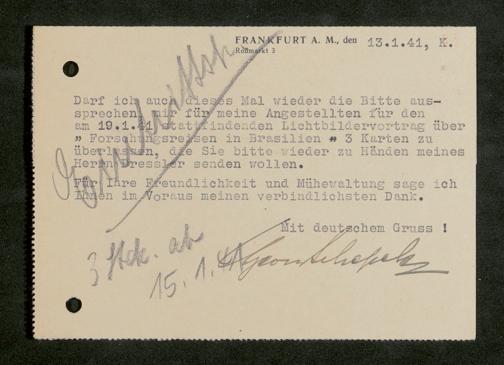 FRANKFURT A. M., den 13.1.41, K.
Roßmarkt 3
Darf ich auch dieses Mal wieder die Bitte aus-
sprechen, mir für meine Angestellten für den
am 19.1.41 stattfindenden Lichtbildervortrag über
" Forschungsreisen in Brasilien " 3 Karten zu
überlassen, die Sie bitte wieder zu Händen meines
Herrn Dressler senden wollen.
Für Ihre Freundlichkeit und Mühewaltung sage ich
Ihnen im Voraus meinen verbindlichsten Dank.
Mit deutschem Gruss !
3 Stck. ab
15.1.41